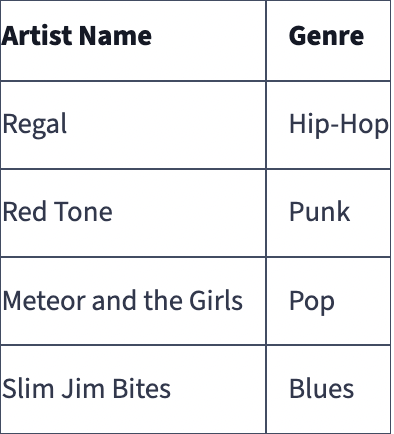 Artist Name Genre
Regal Hip-Hop
Red Tone Punk
Meteor and the Girls Pop
Slim Jim Bites Blues